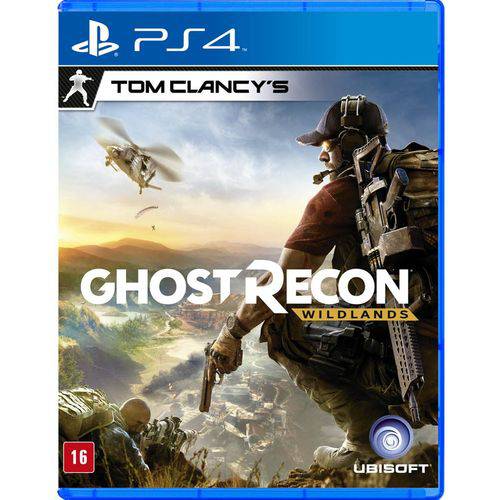 PS4
TOM CLANCY'S
GHOST RECON
WILDLANDS
16
UBISOFT